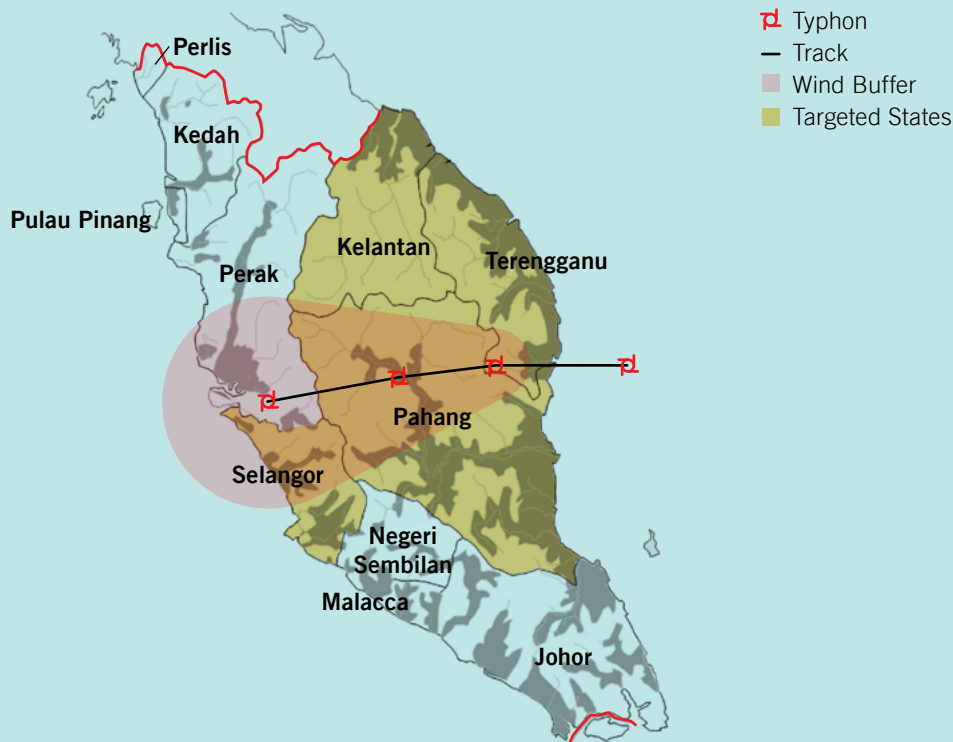 Typhon
Track
Wind Buffer
Targeted States
Perlis
Kedah
Pulau Pinang
Perak
Kelantan
Terengganu
Pahang
Selangor
Negeri
Sembilan
Malacca
Johor